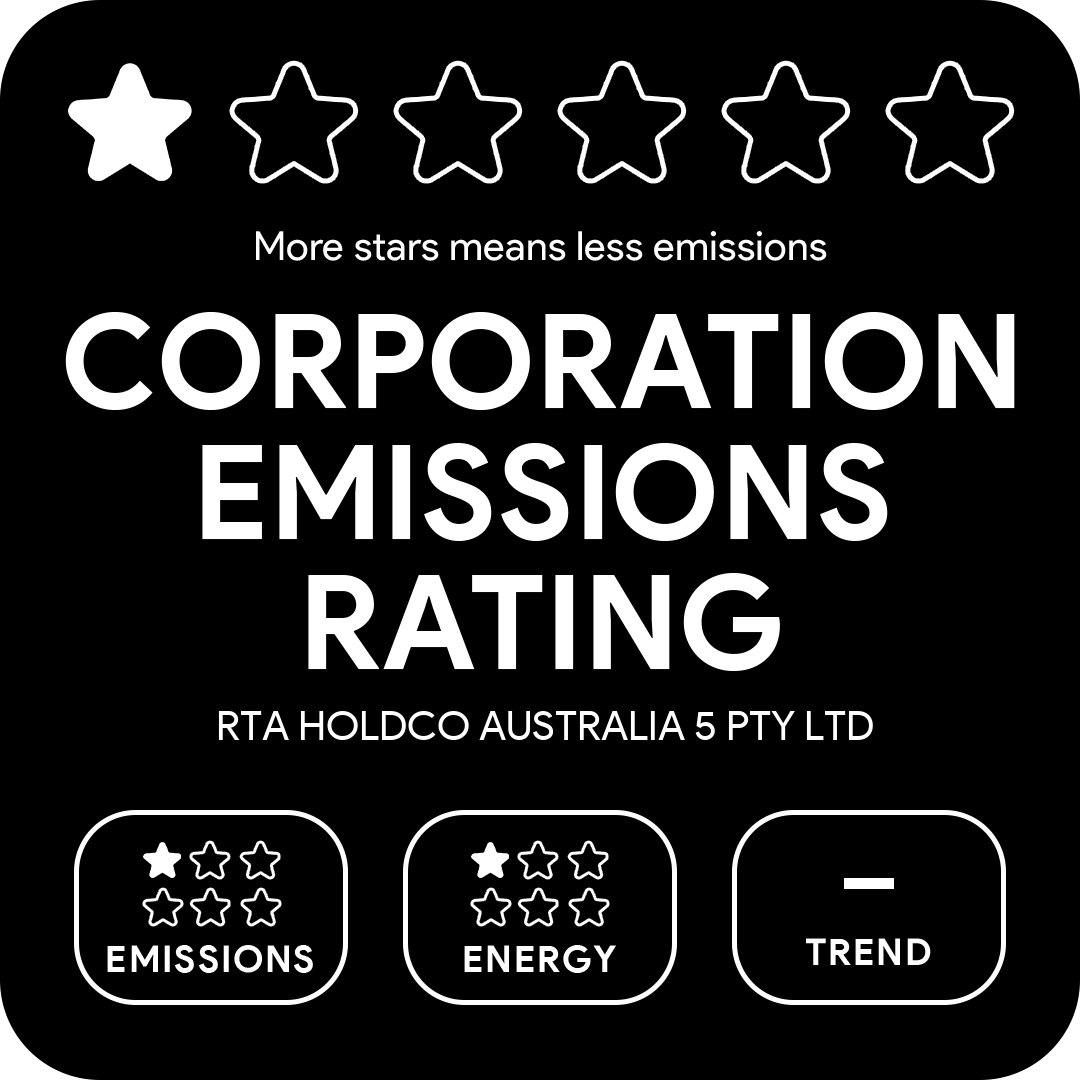 More stars means less emissions
CORPORATION
EMISSIONS
RATING
RTA HOLDCO AUSTRALIA 5 PTY LTD
EMISSIONS
ENERGY
TREND